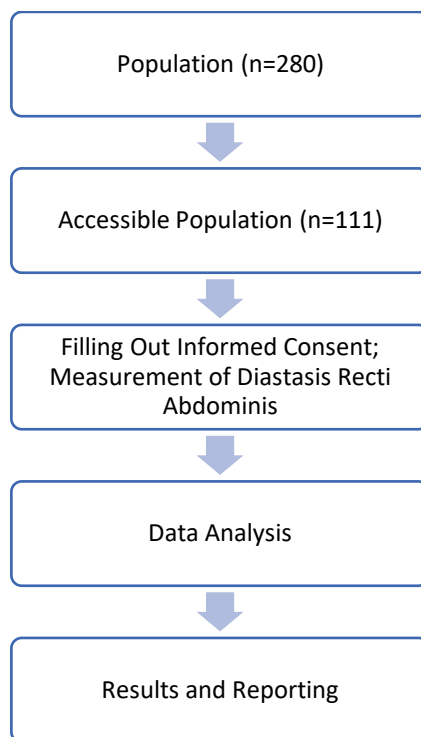 Population (n=280)
Accessible Population (n=111)
Filling Out Informed Consent;
Measurement of Diastasis Recti
Abdominis
Data Analysis
Results and Reporting